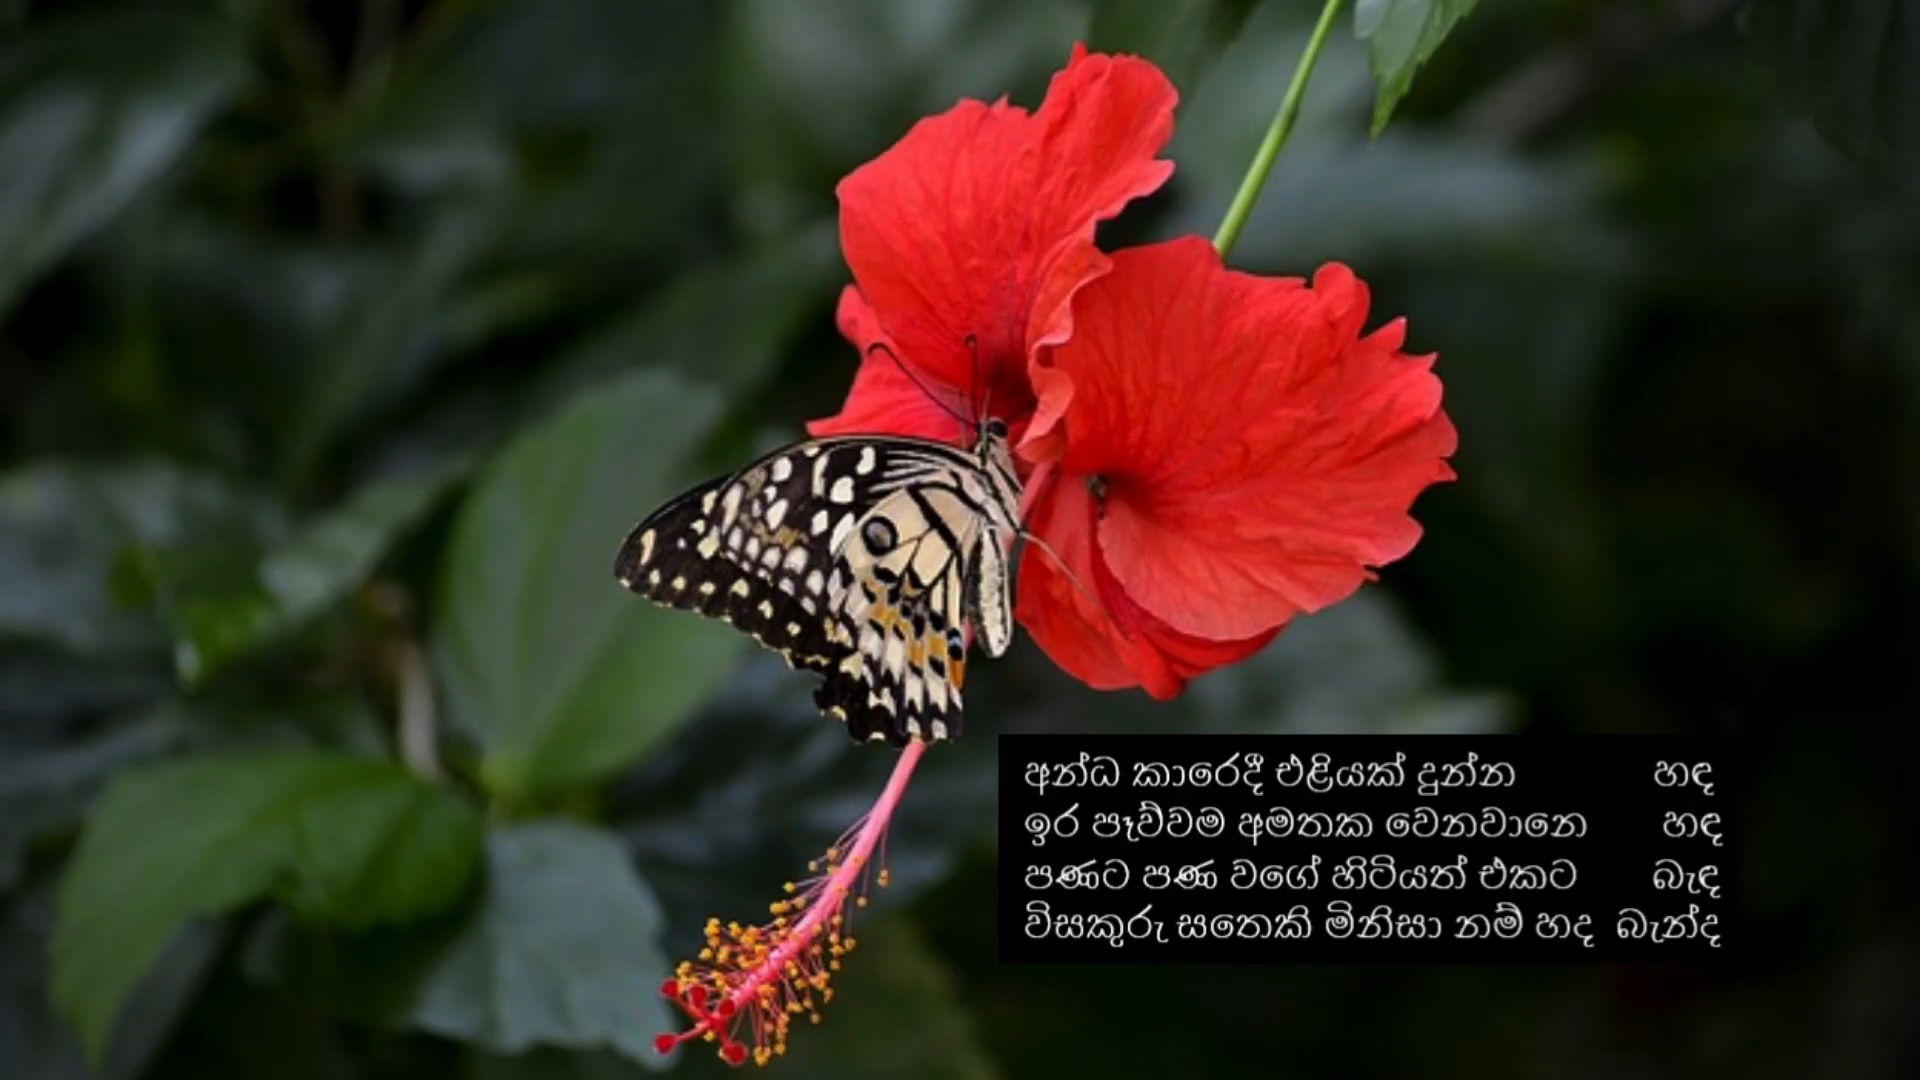 අන්ධ කාරෙදී එළියක් දුන්න හඳ
ඉර පෑව්වම අමතක වෙනවානෙ හඳ
පණට පණ වගේ හිටියත් එකට බැඳ
විසකුරු සතෙකි මිනිසා නම් හද බැන්ද